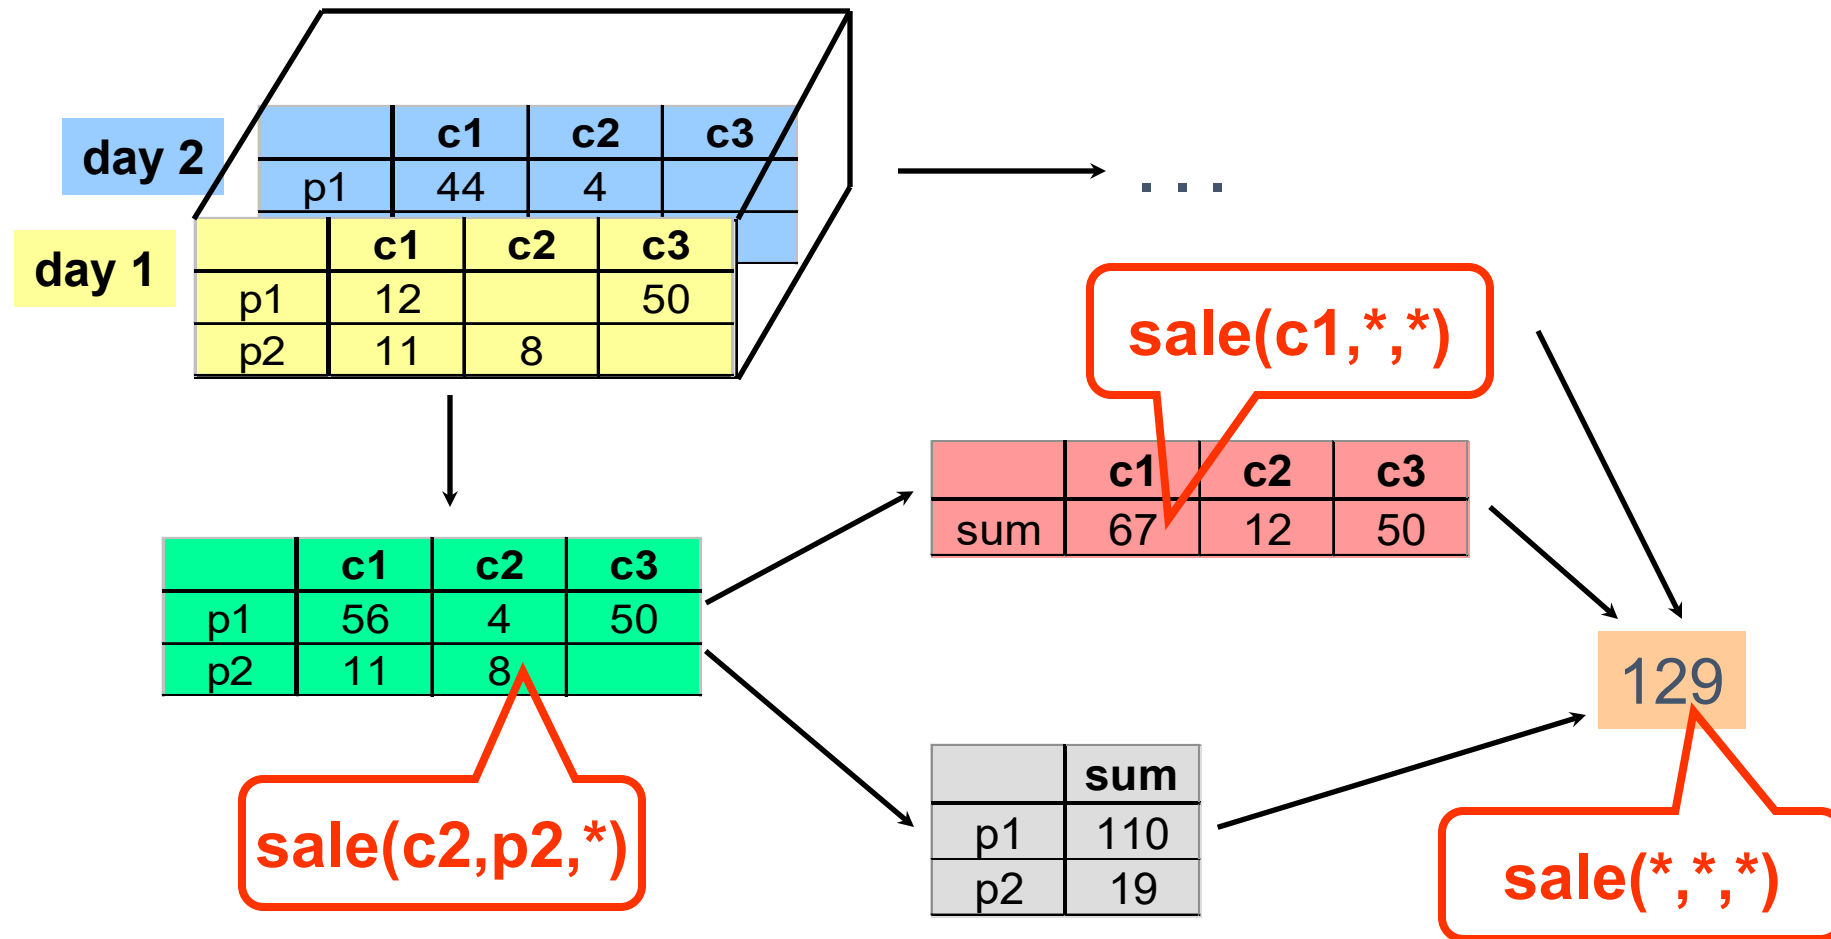 day 2
c1 c2 c3
p1 44 4
day 1
c1 c2 c3
p1 12 50
p2 11 8
. . .
sale(c1,*,*)
c1 c2 c3
sum 67 12 50
c1 c2 c3
p1 56 4 50
p2 11 8
129
sale(c2,p2,*)
sum
p1 110
p2 19
sale(*,*,*)